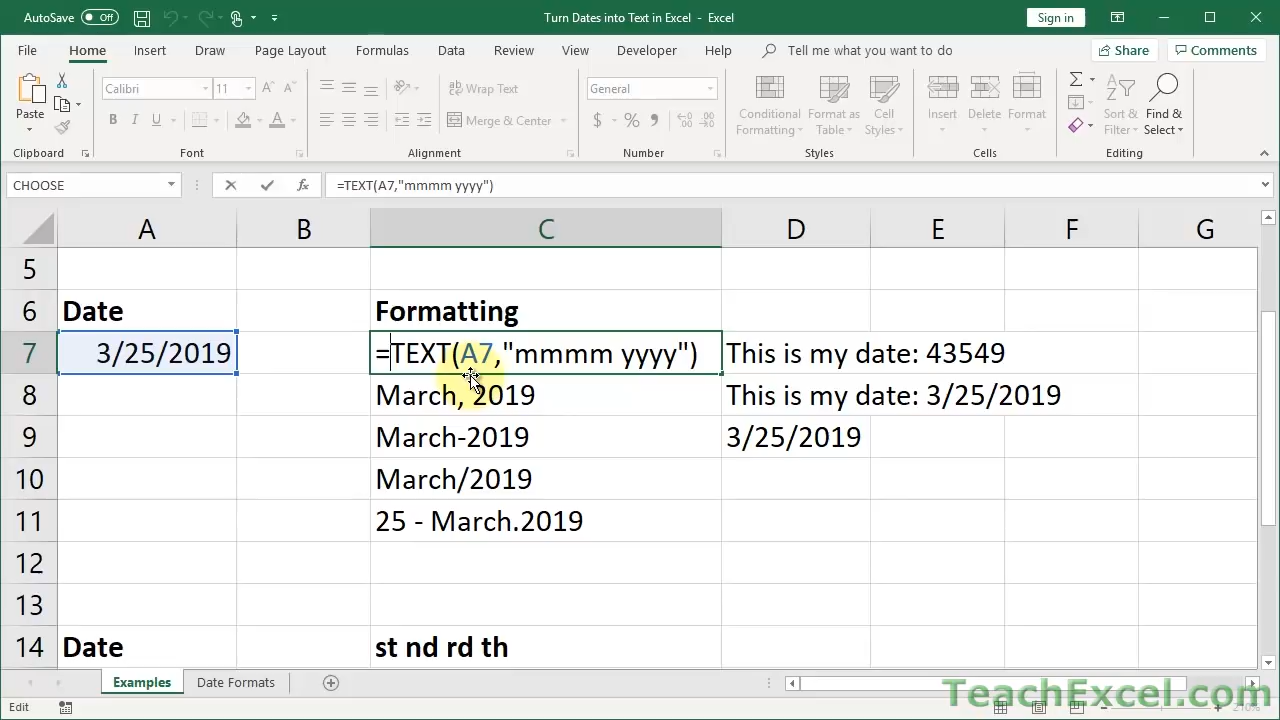 AutoSave Off Turn Dates into Text in Excel - Excel Sign in
File Home Insert Draw Page Layout Formulas Data Review View Developer Help Tell me what you want to do Share Comments
Paste Calibri 11 Wrap Text General Conditional Formatting Format as Table Cell Styles Insert Delete Format Sort & Filter Find & Select
B I U Merge & Center $ % ,
Clipboard Font Alignment Number Styles Cells Editing
CHOOSE fx =TEXT(A7,"mmmm yyyy")
A B C D E F G
5
6 Date Formatting
7 3/25/2019 =TEXT(A7,"mmmm yyyy") This is my date: 43549
8 March, 2019 This is my date: 3/25/2019
9 March-2019 3/25/2019
10 March/2019
11 25 - March.2019
12
13
14 Date st nd rd th
Examples Date Formats
TeachExcel.com
Edit